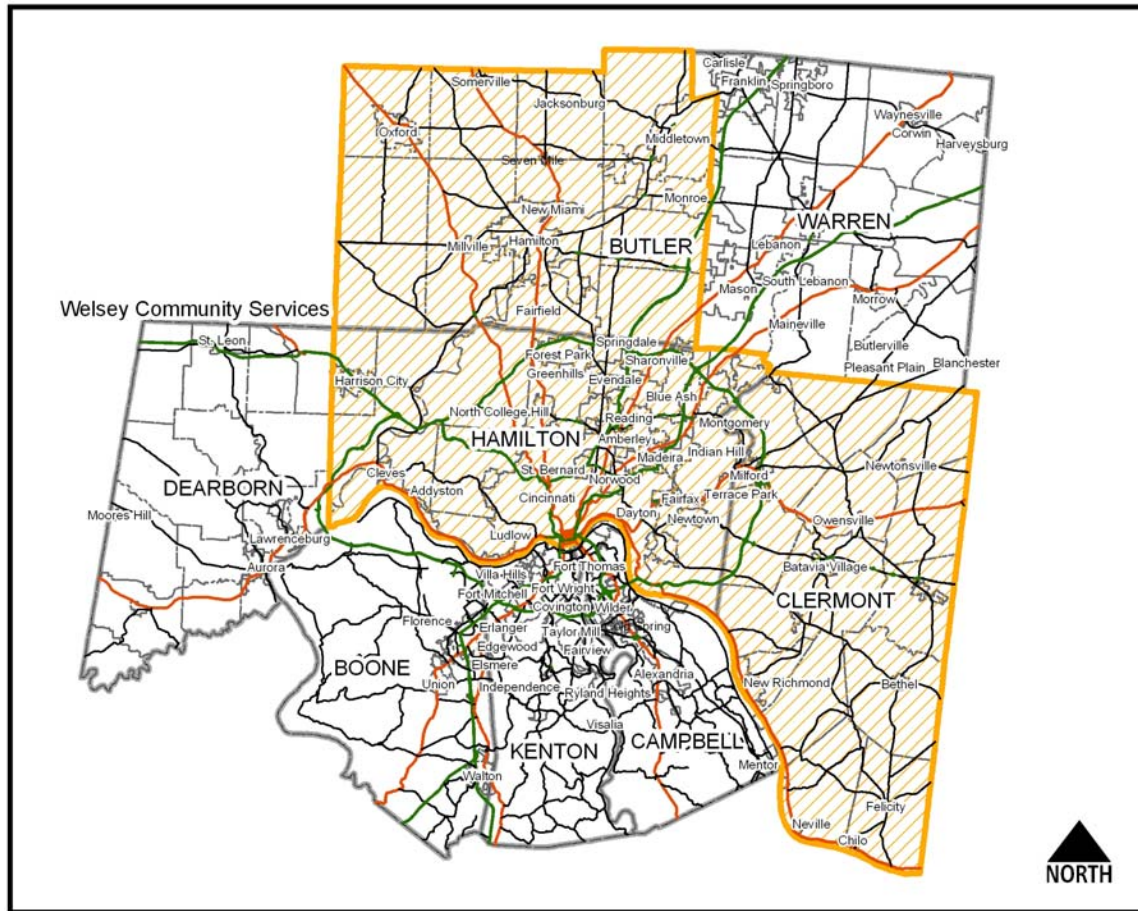 Carlisle
Franklin
Springboro
Somerville
Jacksonburg
Waynesville
Corwin
Harveysburg
Oxford
Middletown
Seven Mile
Monroe
New Miami
WARREN
Millville
Hamilton
BUTLER
Lebanon
Mason
South Lebanon
Morrow
Welsey Community Services
Fairfield
Maineville
St. Leon
Springdale
Butlerville
Blanchester
Forest Park
Sharonville
Pleasant Plain
Harrison City
Greenhills
Evendale
Blue Ash
North College Hill
Reading
Montgomery
HAMILTON
Amberley
Indian Hill
Madeira
Newtonsville
Cleves
St. Bernard
Milford
DEARBORN
Addyston
Cincinnati
Norwood
Terrace Park
Moores Hill
Fairfax
Dayton
Newtown
Owensville
Lawrenceburg
Ludlow
Aurora
Villa Hills
Fort Thomas
Batavia Village
Fort Mitchell
Fort Wright
CLERMONT
Covington
Wilder
Florence
Erlanger
Taylor Mill
Spring
Edgewood
Fairview
BOONE
Elsmere
Alexandria
New Richmond
Bethel
Union
Independence
Ryland Heights
Visalia
CAMPBELL
KENTON
Mentor
Walton
Felicity
Neville
Chilo
NORTH